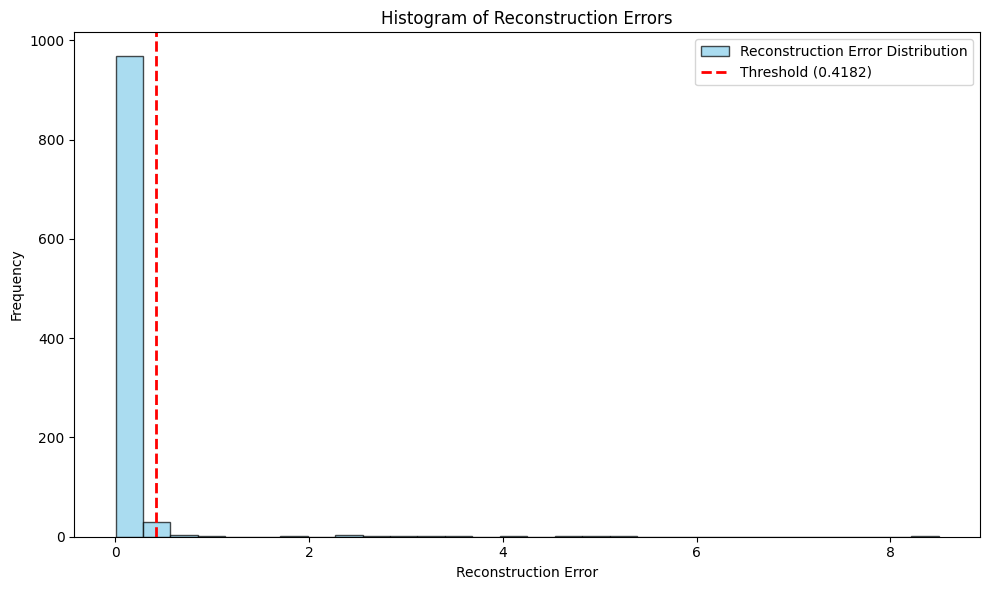 Histogram of Reconstruction Errors
Reconstruction Error Distribution
Threshold (0.4182)
1000
800
600
400
200
0
Frequency
0 2 4 6 8
Reconstruction Error